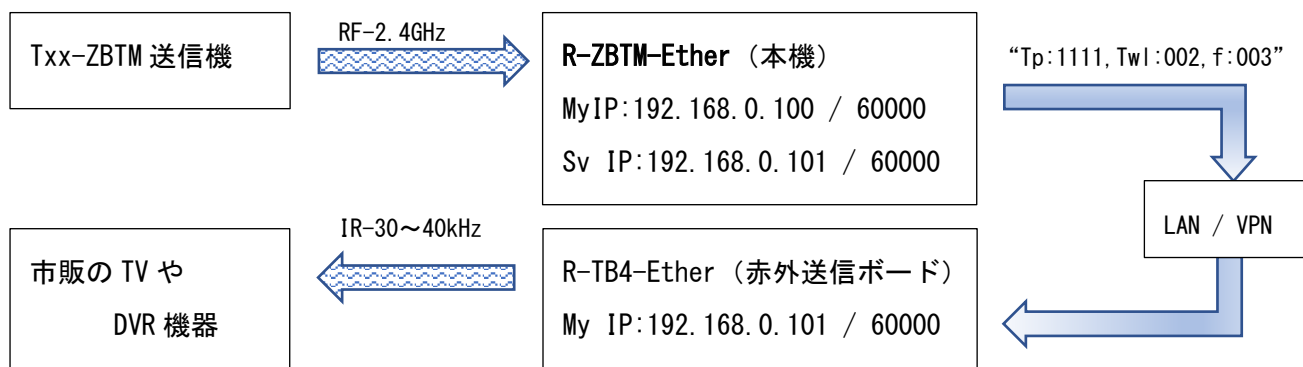 Txx-ZBTM 送信機
RF-2.4GHz
R-ZBTM-Ether（本機）
MyIP:192.168.0.100 / 60000
Sv IP:192.168.0.101 / 60000
“Tp:1111,Twl:002,f:003”
LAN / VPN
R-TB4-Ether（赤外送信ボード）
My IP:192.168.0.101 / 60000
IR-30～40kHz
市販の TV や
DVR 機器